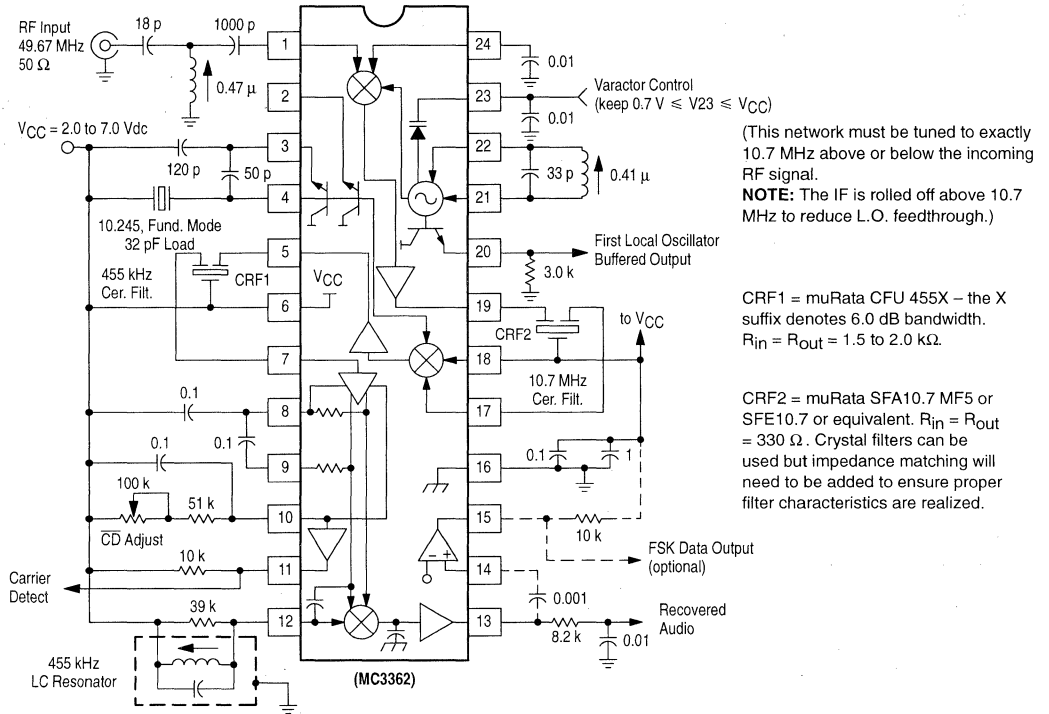 RF Input
49.67 MHz
50 Ω
18 p
1000 p
0.47 µ
VCC = 2.0 to 7.0 Vdc
120 p
50 p
10.245, Fund. Mode
32 pF Load
455 kHz
Cer. Filt.
CRF1
VCC
0.1
0.1
0.1
100 k
51 k
CD Adjust
10 k
Carrier
Detect
39 k
455 kHz
LC Resonator
1
2
3
4
5
6
7
8
9
10
11
12
24
23
22
21
20
19
18
17
16
15
14
13
(MC3362)
0.01
Varactor Control
(keep 0.7 V ≤ V23 ≤ VCC)
0.01
33 p
0.41 µ
First Local Oscillator
Buffered Output
3.0 k
to VCC
CRF2
10.7 MHz
Cer. Filt.
0.1
1
10 k
FSK Data Output
(optional)
0.001
Recovered
Audio
8.2 k
0.01
– +
(This network must be tuned to exactly
10.7 MHz above or below the incoming
RF signal.
NOTE: The IF is rolled off above 10.7
MHz to reduce L.O. feedthrough.)
CRF1 = muRata CFU 455X – the X
suffix denotes 6.0 dB bandwidth.
Rin = Rout = 1.5 to 2.0 kΩ.
CRF2 = muRata SFA10.7 MF5 or
SFE10.7 or equivalent. Rin = Rout
= 330 Ω. Crystal filters can be
used but impedance matching will
need to be added to ensure proper
filter characteristics are realized.